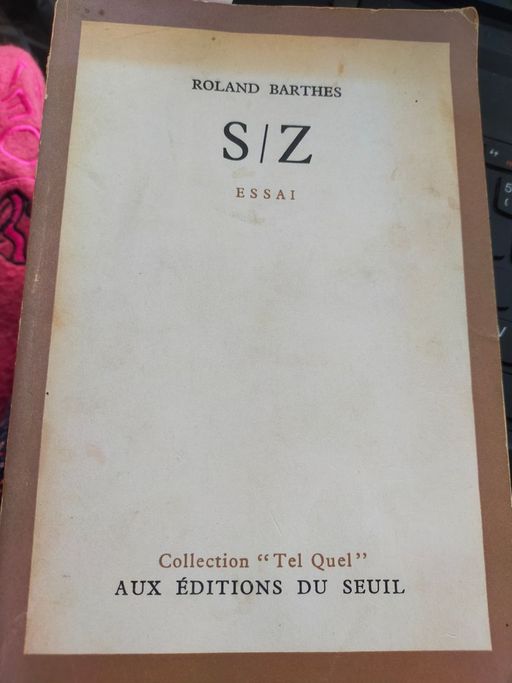 ROLAND BARTHES
S/Z
ESSAI
Collection “Tel Quel”
AUX ÉDITIONS DU SEUIL